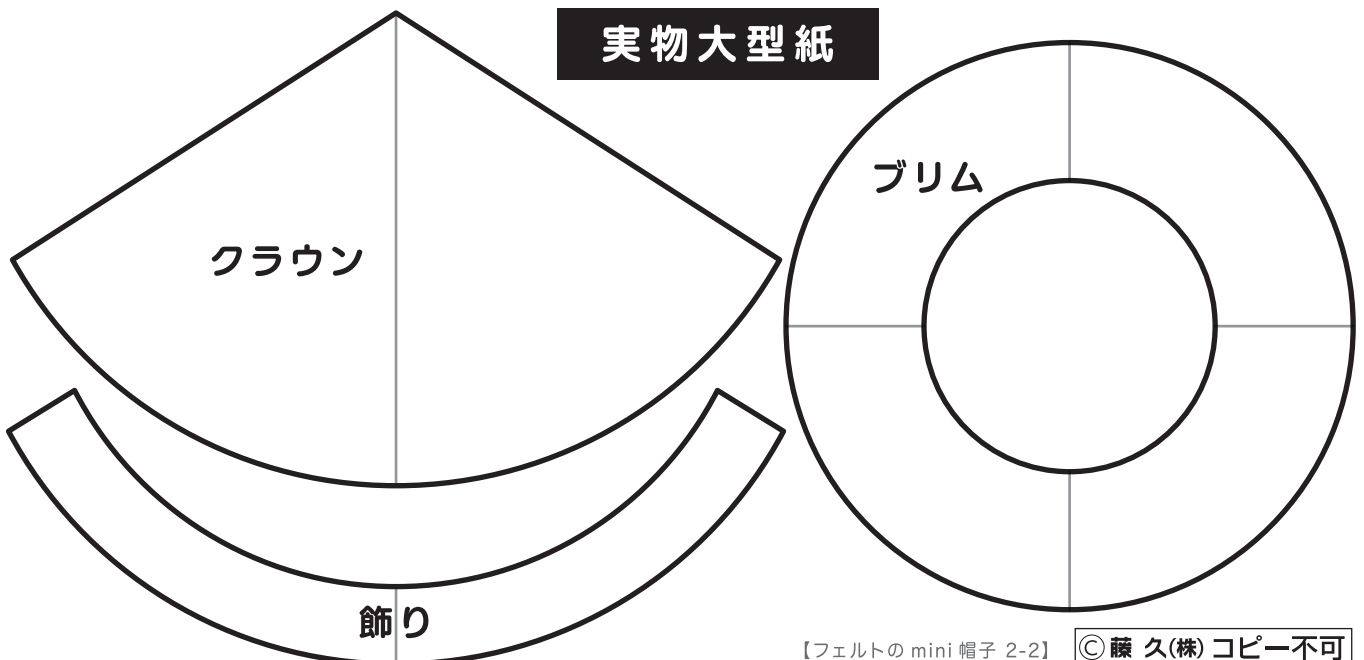 実物大型紙
クラウン
ブリム
飾り
【フェルトの mini 帽子 2-2】
Ⓒ藤 久(株) コピー不可